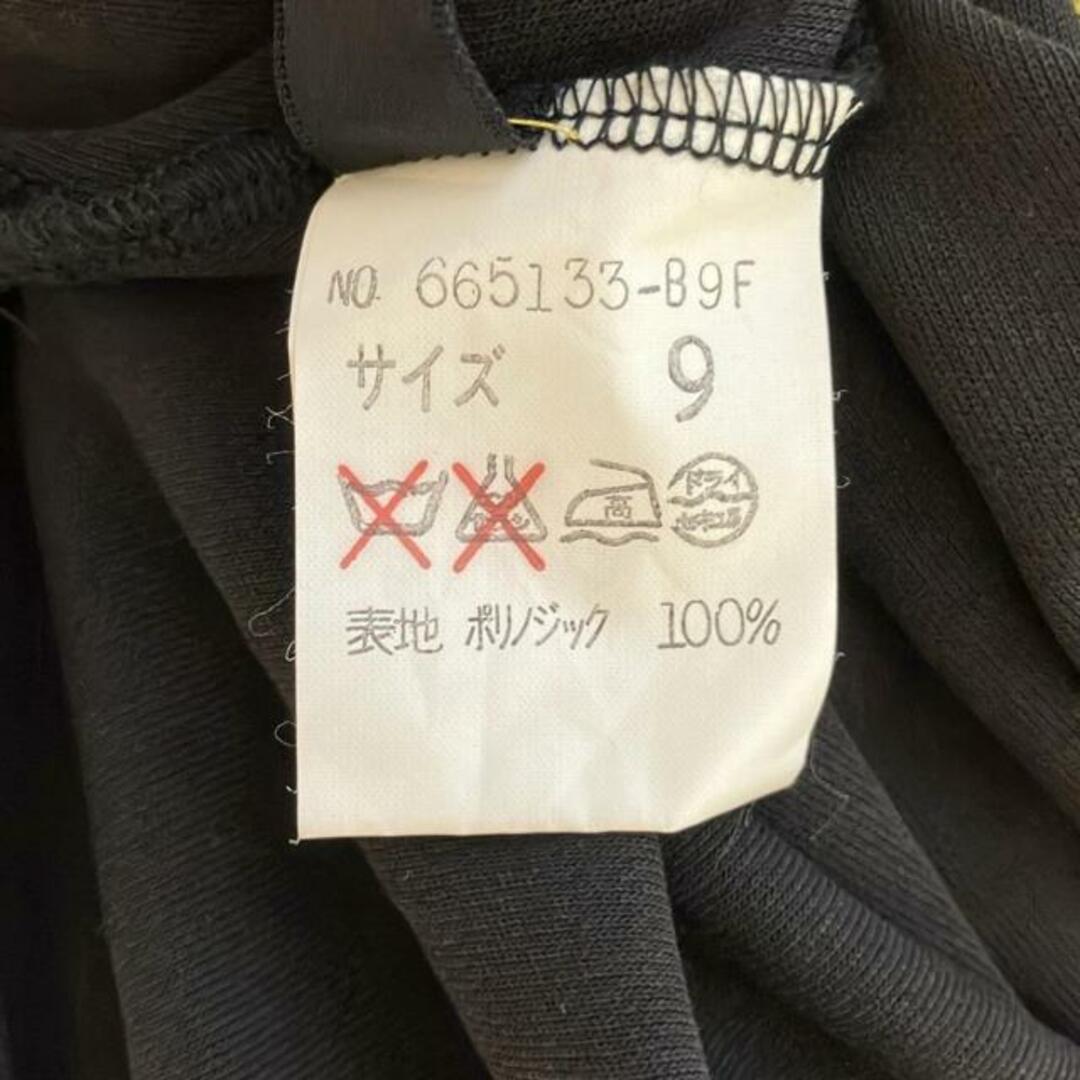 NO. 665133-B9F
サイズ 9
高 ドライ
表地 ポリノジック 100%